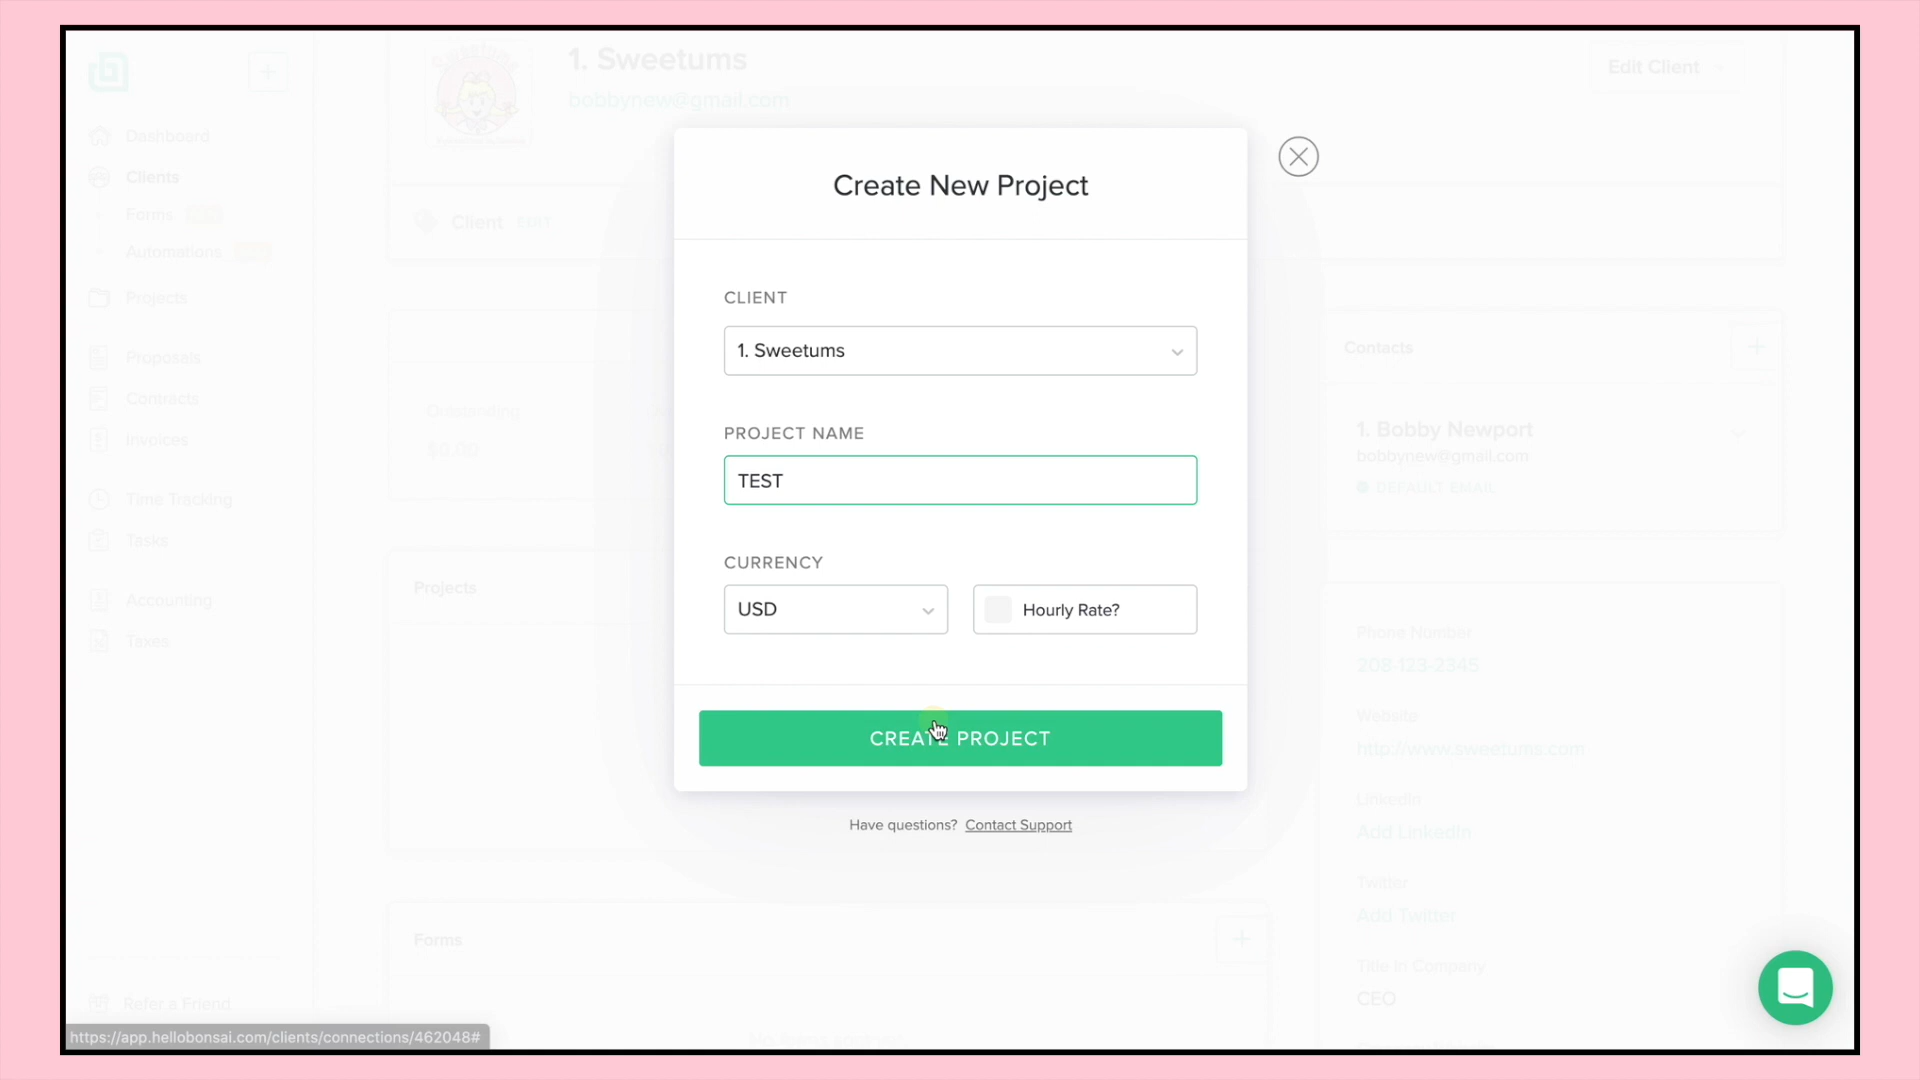 1. Sweetums
bobbynew@gmail.com
Edit Client
Dashboard
Clients
Forms
Automations
Projects
Proposals
Contracts
Invoices
Time Tracking
Tasks
Accounting
Taxes
Refer a Friend
Client EDIT
Outstanding
$0.00
Projects
Forms
Create New Project
CLIENT
1. Sweetums
PROJECT NAME
TEST
CURRENCY
USD
Hourly Rate?
CREATE PROJECT
Have questions? Contact Support
Contacts
1. Bobby Newport
bobbynew@gmail.com
DEFAULT EMAIL
Phone Number
208-123-2345
Website
http://www.sweetums.com
LinkedIn
Add LinkedIn
Twitter
Add Twitter
Title In Company
CEO
https://app.hellobonsai.com/clients/connections/462048#